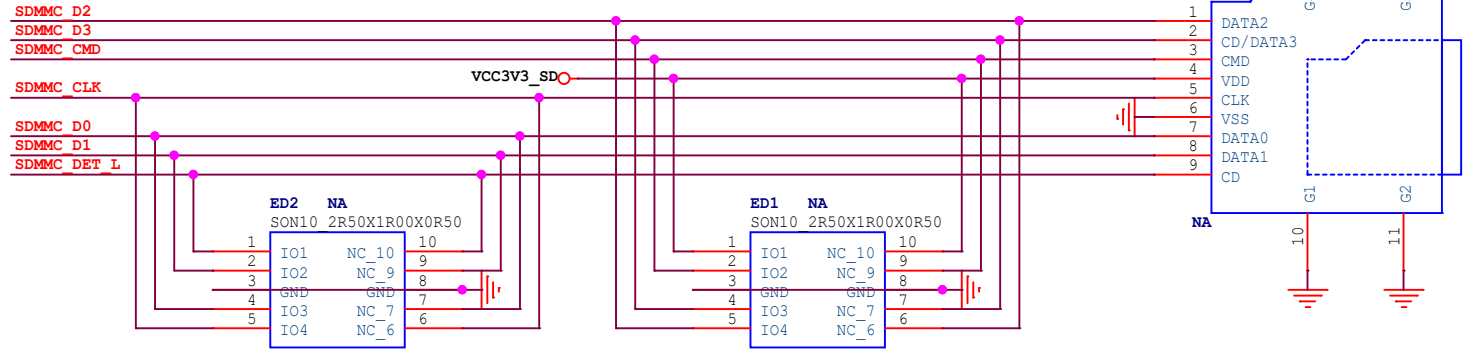 SDMMC_D2
SDMMC_D3
SDMMC_CMD
VCC3V3_SD
SDMMC_CLK
SDMMC_D0
SDMMC_D1
SDMMC_DET_L
1 DATA2
2 CD/DATA3
3 CMD
4 VDD
5 CLK
6 VSS
7 DATA0
8 DATA1
9 CD
G1 G2
NA
10 11
ED2 NA
SON10_2R50X1R00X0R50
1 IO1 NC_10 10
2 IO2 NC_9 9
3 GND GND 8
4 IO3 NC_7 7
5 IO4 NC_6 6
ED1 NA
SON10_2R50X1R00X0R50
1 IO1 NC_10 10
2 IO2 NC_9 9
3 GND GND 8
4 IO3 NC_7 7
5 IO4 NC_6 6